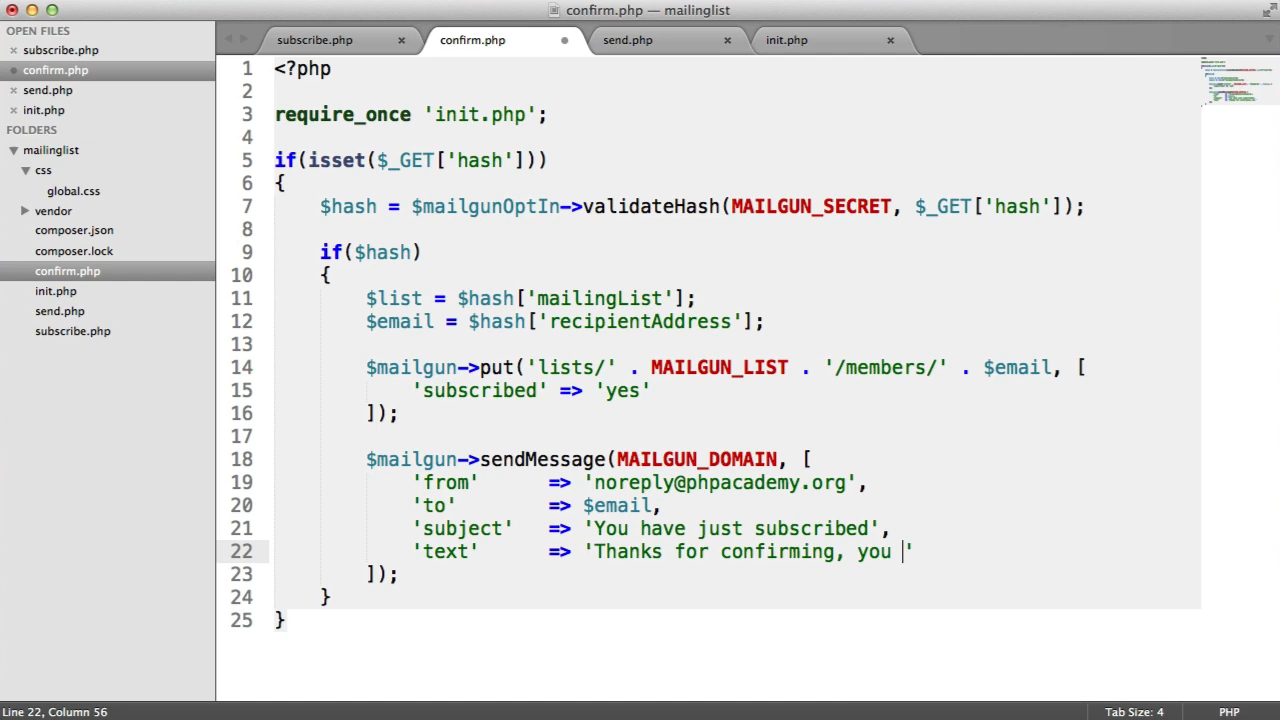 confirm.php — mailinglist
OPEN FILES
subscribe.php
confirm.php
send.php
init.php
FOLDERS
mailinglist
css
global.css
vendor
composer.json
composer.lock
confirm.php
init.php
send.php
subscribe.php
subscribe.php
confirm.php
send.php
init.php
1 <?php
2
3 require_once 'init.php';
4
5 if(isset($_GET['hash']))
6 {
7 $hash = $mailgunOptIn->validateHash(MAILGUN_SECRET, $_GET['hash']);
8
9 if($hash)
10 {
11 $list = $hash['mailingList'];
12 $email = $hash['recipientAddress'];
13
14 $mailgun->put('lists/' . MAILGUN_LIST . '/members/' . $email, [
15 'subscribed' => 'yes'
16 ]);
17
18 $mailgun->sendMessage(MAILGUN_DOMAIN, [
19 'from' => 'noreply@phpacademy.org',
20 'to' => $email,
21 'subject' => 'You have just subscribed',
22 'text' => 'Thanks for confirming, you '
23 ]);
24 }
25 }
Line 22, Column 56
Tab Size: 4
PHP